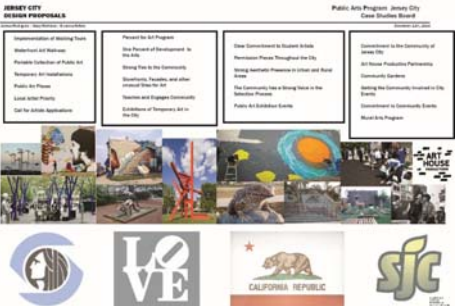 JERSEY CITY
DESIGN PROPOSALS
Public Arts Program Jersey City
Case Studies Board
Implementation of Walking Tours
Waterfront Art Walkway
Portable Collection of Public Art
Temporary Art Installations
Public Art Places
Local Artist Priority
Call for Artists Applications
Percent for Art Program
One Percent of Development to
the Arts
Strong Ties to the Community
Storefronts, Facades, and other
unusual Sites for Art
Teaches and Engages Community
Exhibitions of Temporary Art in
the City
Clear Commitment to Student Artists
Permission Pieces Throughout the City
Strong Aesthetic Presence in Urban and Rural
Areas
The Community has a Strong Voice in the
Selection Process
Public Art Exhibition Events
Commitment to the Community of
Jersey City
Art House Productions Partnership
Community Gardens
Getting the Community Involved in City
Events
Commitment to Community Events
Mural Arts Program
ART
HOUSE
PRODUCTIONS
LOVE
CALIFORNIA REPUBLIC
sjc